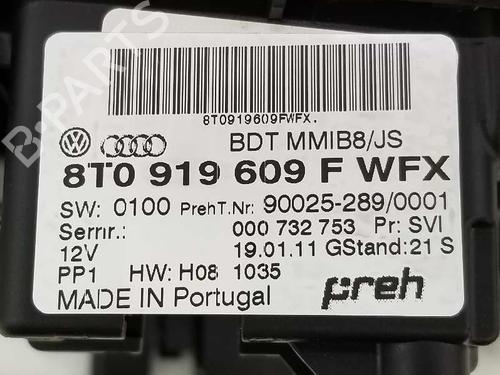 8T0919609FWFX.
BDT MMIB8/JS
8T0 919 609 F WFX
SW: 0100 PrehT.Nr: 90025-289/0001
Sernr.: 000 732 753 Pr: SVI
12V 19.01.11 GStand: 21 S
PP1 HW: H08 1035
MADE IN Portugal preh